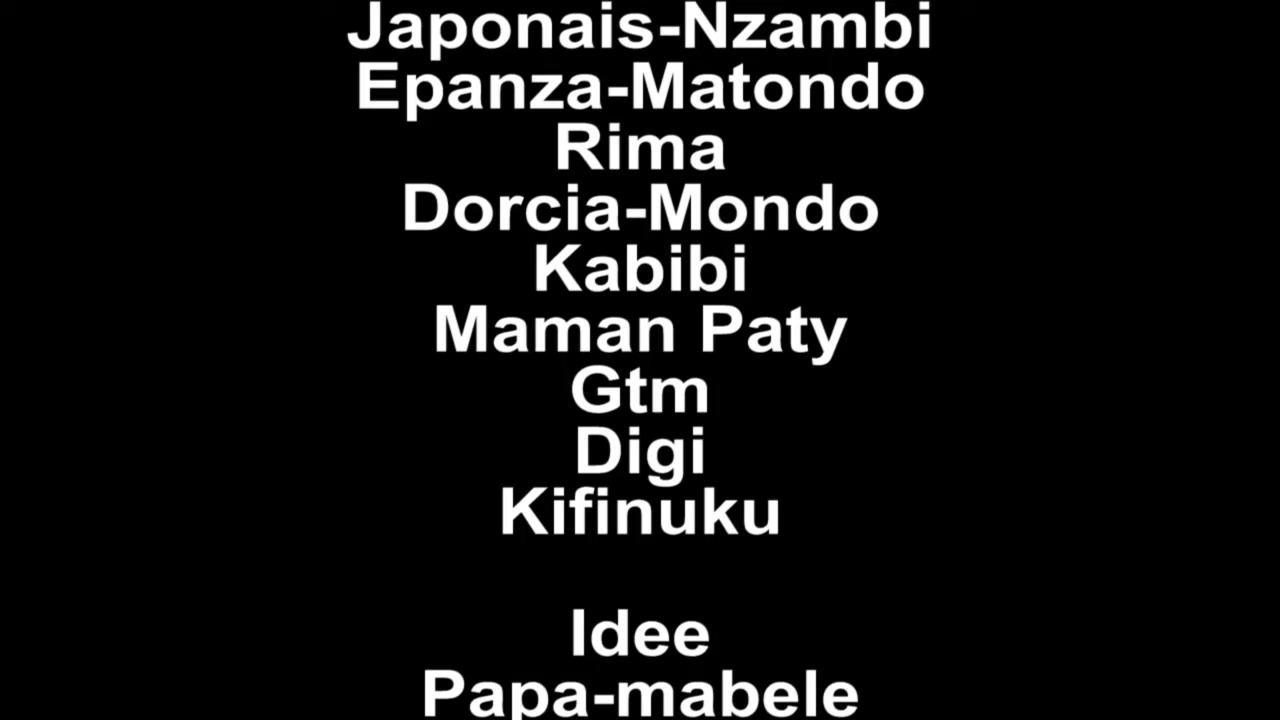 Japonais-Nzambi
Epanza-Matondo
Rima
Dorcia-Mondo
Kabibi
Maman Paty
Gtm
Digi
Kifinuku
Idee
Papa-mabele